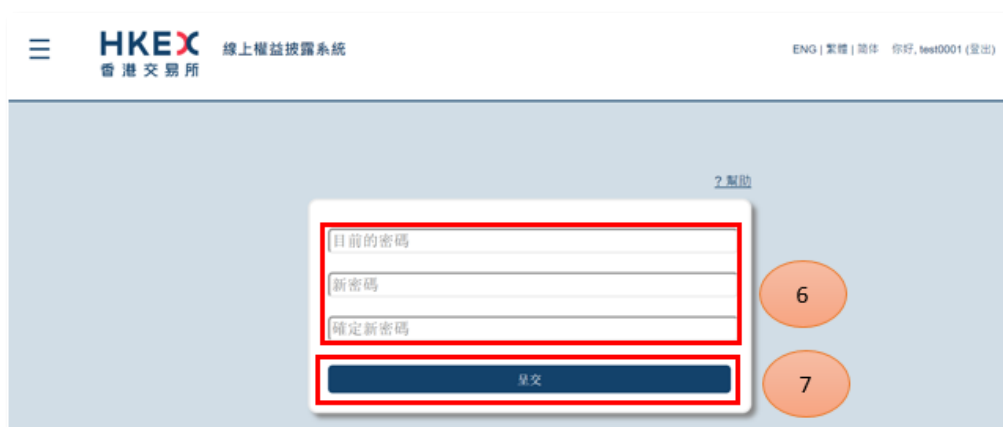 HKEX 線上權益披露系統 ENG | 繁體 | 简体 你好, test0001 (登出)
香港交易所
? 幫助
目前的密碼
新密碼
6
確定新密碼
呈交
7